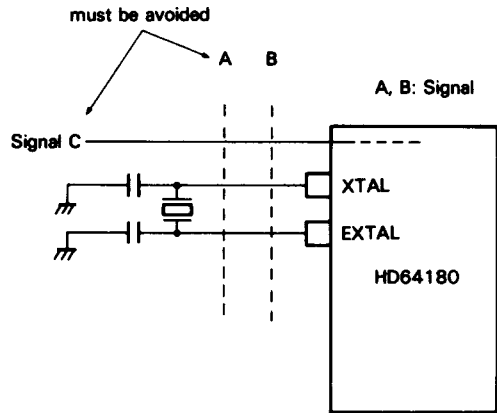 must be avoided
A B
A, B: Signal
Signal C
XTAL
EXTAL
HD64180